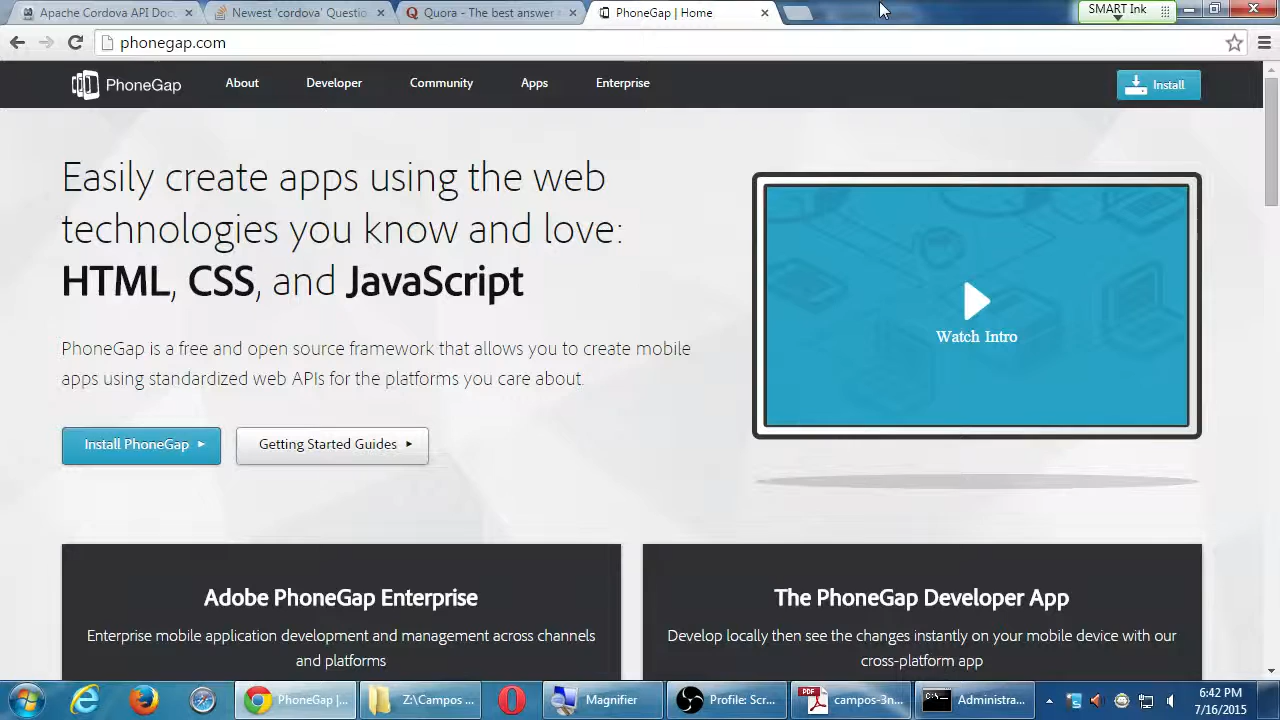 Apache Cordova API Doc
Newest 'cordova' Questio
Quora - The best answer
PhoneGap | Home
SMART Ink
phonegap.com
PhoneGap
About
Developer
Community
Apps
Enterprise
Install
Easily create apps using the web
technologies you know and love:
HTML, CSS, and JavaScript
Watch Intro
PhoneGap is a free and open source framework that allows you to create mobile
apps using standardized web APIs for the platforms you care about.
Install PhoneGap
Getting Started Guides
Adobe PhoneGap Enterprise
Enterprise mobile application development and management across channels
and platforms
The PhoneGap Developer App
Develop locally then see the changes instantly on your mobile device with our
cross-platform app
PhoneGap |...
Z:\Campos ...
Magnifier
Profile: Scr...
campos-3n...
Administra...
6:42 PM
7/16/2015